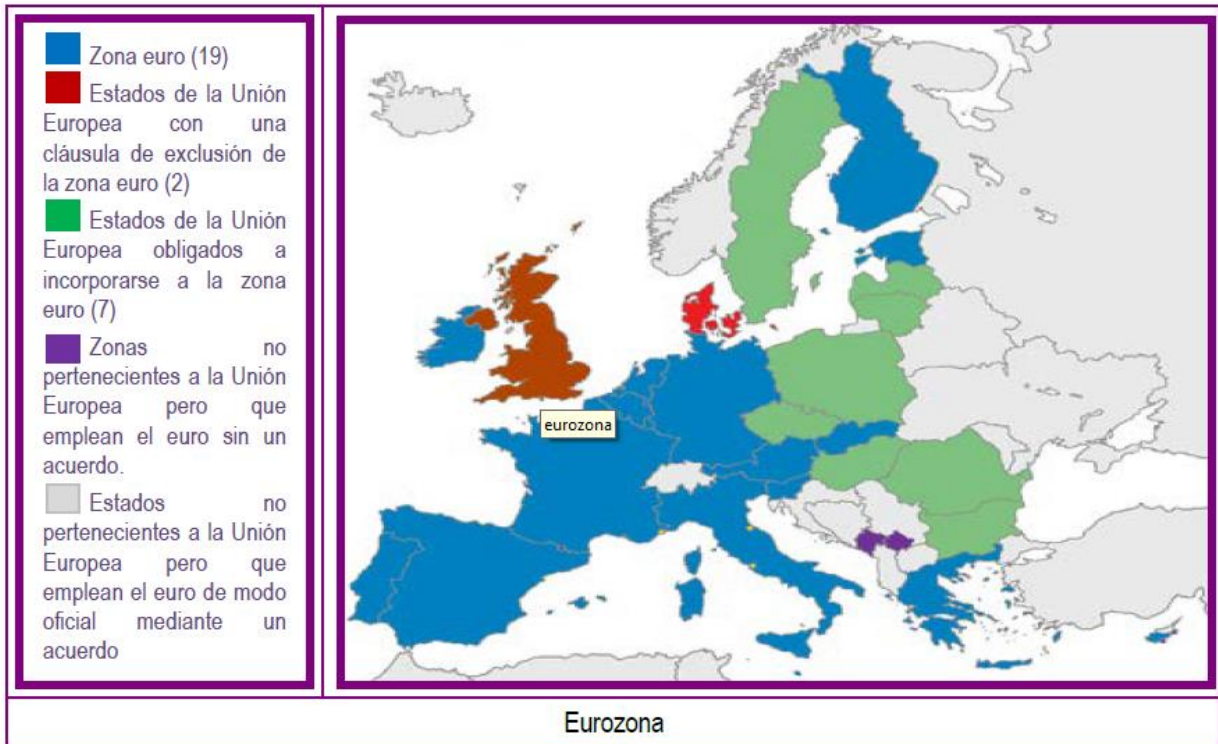 Zona euro (19)
Estados de la Unión
Europea con una
cláusula de exclusión de
la zona euro (2)
Estados de la Unión
Europea obligados a
incorporarse a la zona
euro (7)
Zonas no
pertenecientes a la Unión
Europea pero que
emplean el euro sin un
acuerdo.
Estados no
pertenecientes a la Unión
Europea pero que
emplean el euro de modo
oficial mediante un
acuerdo
eurozona
Eurozona